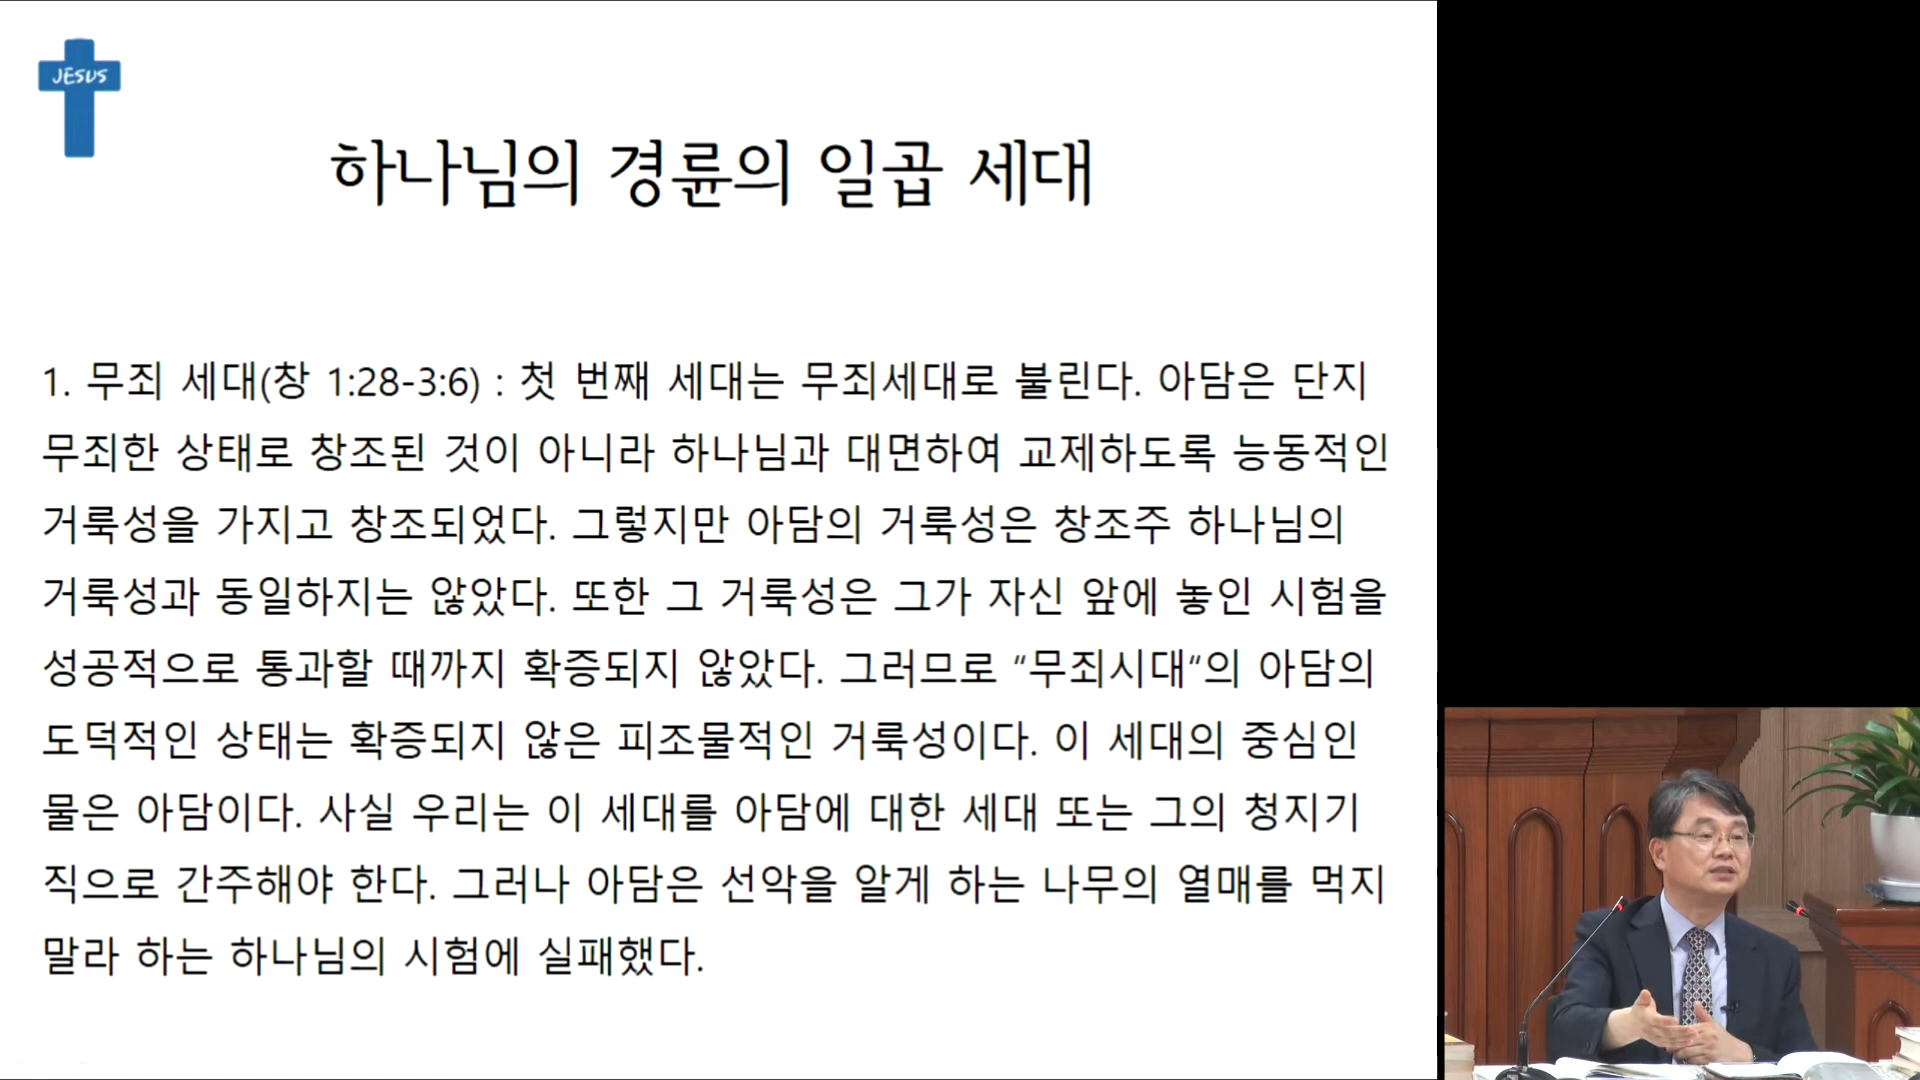 JESUS
하나님의 경륜의 일곱 세대
1. 무죄 세대(창 1:28-3:6) : 첫 번째 세대는 무죄세대로 불린다. 아담은 단지
무죄한 상태로 창조된 것이 아니라 하나님과 대면하여 교제하도록 능동적인
거룩성을 가지고 창조되었다. 그렇지만 아담의 거룩성은 창조주 하나님의
거룩성과 동일하지는 않았다. 또한 그 거룩성은 그가 자신 앞에 놓인 시험을
성공적으로 통과할 때까지 확증되지 않았다. 그러므로 “무죄시대“의 아담의
도덕적인 상태는 확증되지 않은 피조물적인 거룩성이다. 이 세대의 중심인
물은 아담이다. 사실 우리는 이 세대를 아담에 대한 세대 또는 그의 청지기
직으로 간주해야 한다. 그러나 아담은 선악을 알게 하는 나무의 열매를 먹지
말라 하는 하나님의 시험에 실패했다.